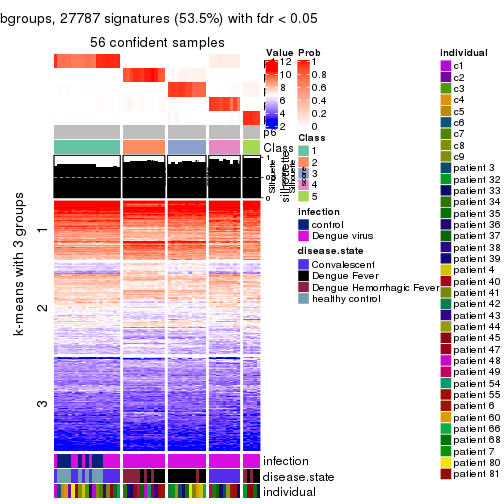 bgroups, 27787 signatures (53.5%) with fdr < 0.05
56 confident samples
p6
Class
1
0.5
0
silhouette score
k-means with 3 groups
1
2
3
infection
disease.state
individual
Value
12
10
8
6
4
2
Prob
1
0.8
0.6
0.4
0.2
0
Class
1
2
3
4
5
infection
control
Dengue virus
disease.state
Convalescent
Dengue Fever
Dengue Hemorrhagic Fever
healthy control
individual
c1
c2
c3
c4
c5
c6
c7
c8
c9
patient 3
patient 32
patient 33
patient 34
patient 35
patient 36
patient 37
patient 38
patient 39
patient 4
patient 40
patient 41
patient 42
patient 43
patient 44
patient 45
patient 47
patient 48
patient 49
patient 54
patient 55
patient 6
patient 60
patient 66
patient 68
patient 7
patient 80
patient 81